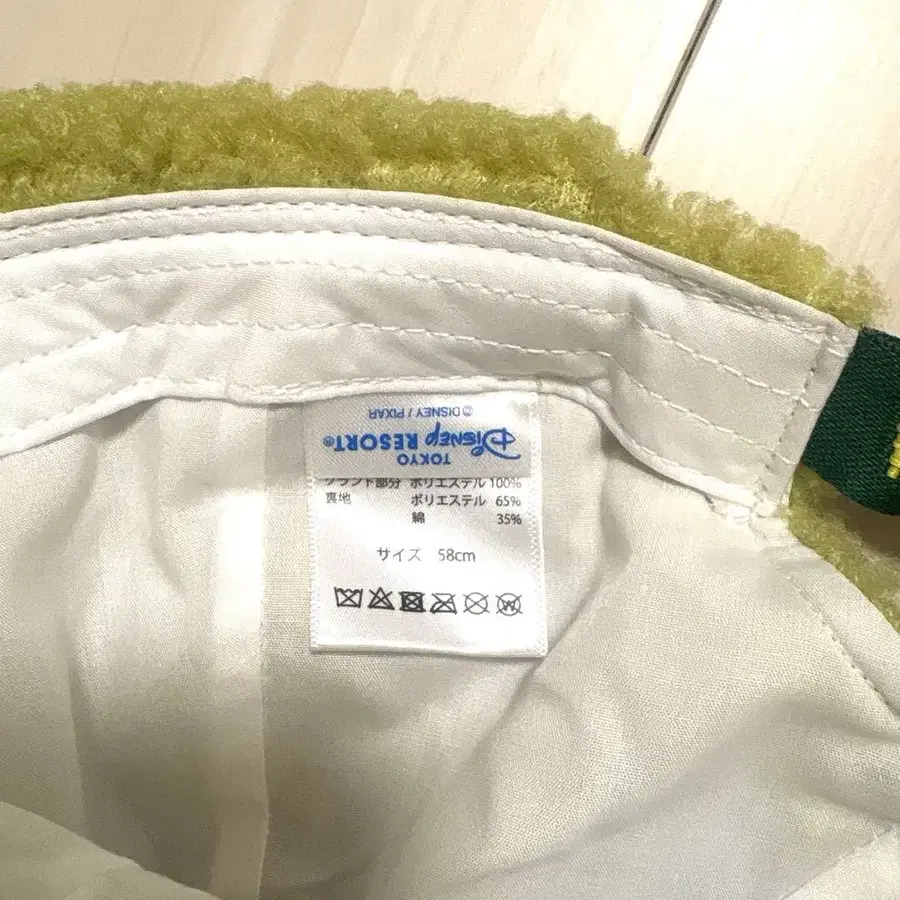 © DISNEY / PIXAR
Disney RESORT®
TOKYO
グランド部分 ポリエステル 100%
裏地 ポリエステル 65%
綿 35%
サイズ 58cm